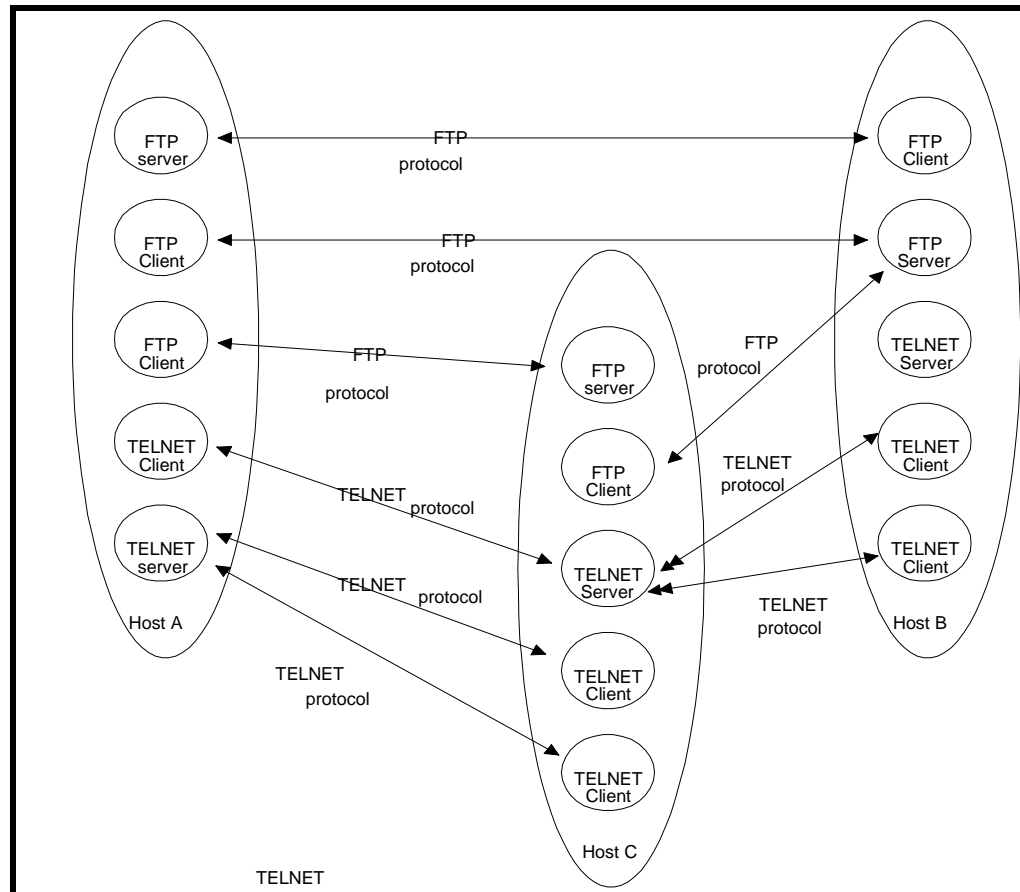 FTP
server
FTP
Client
FTP
Client
TELNET
Client
TELNET
server
Host A
FTP
protocol
FTP
protocol
FTP
protocol
TELNET
protocol
TELNET
protocol
TELNET
protocol
FTP
server
FTP
Client
TELNET
Server
TELNET
Client
TELNET
Client
Host C
FTP
protocol
TELNET
protocol
TELNET
protocol
FTP
Client
FTP
Server
TELNET
Server
TELNET
Client
TELNET
Client
Host B
TELNET